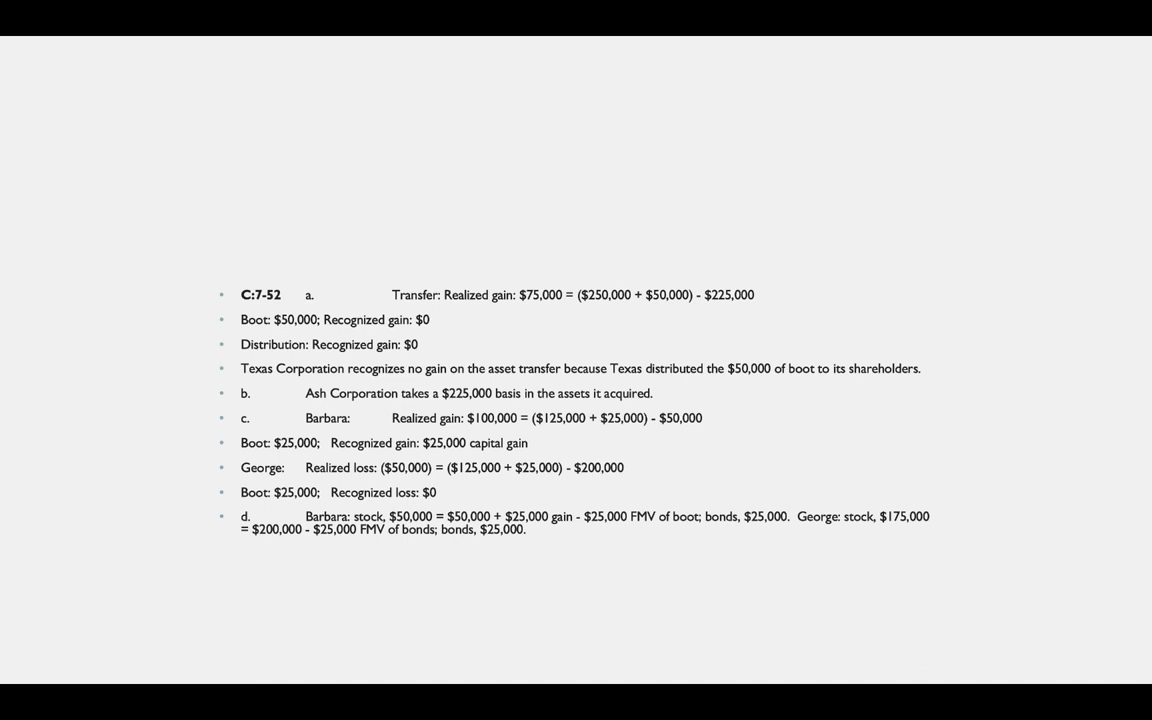 • C:7-52 a. Transfer: Realized gain: $75,000 = ($250,000 + $50,000) - $225,000
• Boot: $50,000; Recognized gain: $0
• Distribution: Recognized gain: $0
• Texas Corporation recognizes no gain on the asset transfer because Texas distributed the $50,000 of boot to its shareholders.
• b. Ash Corporation takes a $225,000 basis in the assets it acquired.
• c. Barbara: Realized gain: $100,000 = ($125,000 + $25,000) - $50,000
• Boot: $25,000; Recognized gain: $25,000 capital gain
• George: Realized loss: ($50,000) = ($125,000 + $25,000) - $200,000
• Boot: $25,000; Recognized loss: $0
• d. Barbara: stock, $50,000 = $50,000 + $25,000 gain - $25,000 FMV of boot; bonds, $25,000. George: stock, $175,000
= $200,000 - $25,000 FMV of bonds; bonds, $25,000.